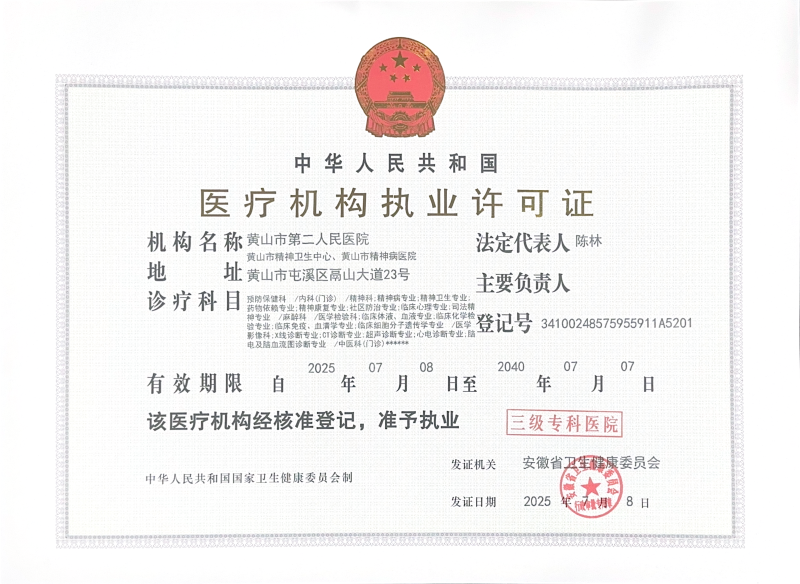 中华人民共和国
医疗机构执业许可证
机构名称 黄山市第二人民医院
黄山市精神卫生中心、黄山市精神病医院
地址 黄山市屯溪区鬲山大道23号
诊疗科目 预防保健科 /内科(门诊) /精神科;精神病专业;精神卫生专业;
药物依赖专业;精神康复专业;社区防治专业;临床心理专业;司法精
神专业 /麻醉科 /医学检验科;临床体液、血液专业;临床化学检
验专业;临床免疫、血清学专业;临床细胞分子遗传学专业 /医学
影像科;X线诊断专业;CT诊断专业;超声诊断专业;心电诊断专业;脑
电及脑血流图诊断专业 /中医科(门诊)******
法定代表人 陈林
主要负责人
登记号 34100248575955911A5201
有效期限 自 2025 年 07 月 08 日至 2040 年 07 月 07 日
该医疗机构经核准登记，准予执业
三级专科医院
中华人民共和国国家卫生健康委员会制
发证机关 安徽省卫生健康委员会
发证日期 2025 年 7 月 8 日
安徽省卫生健康委员会